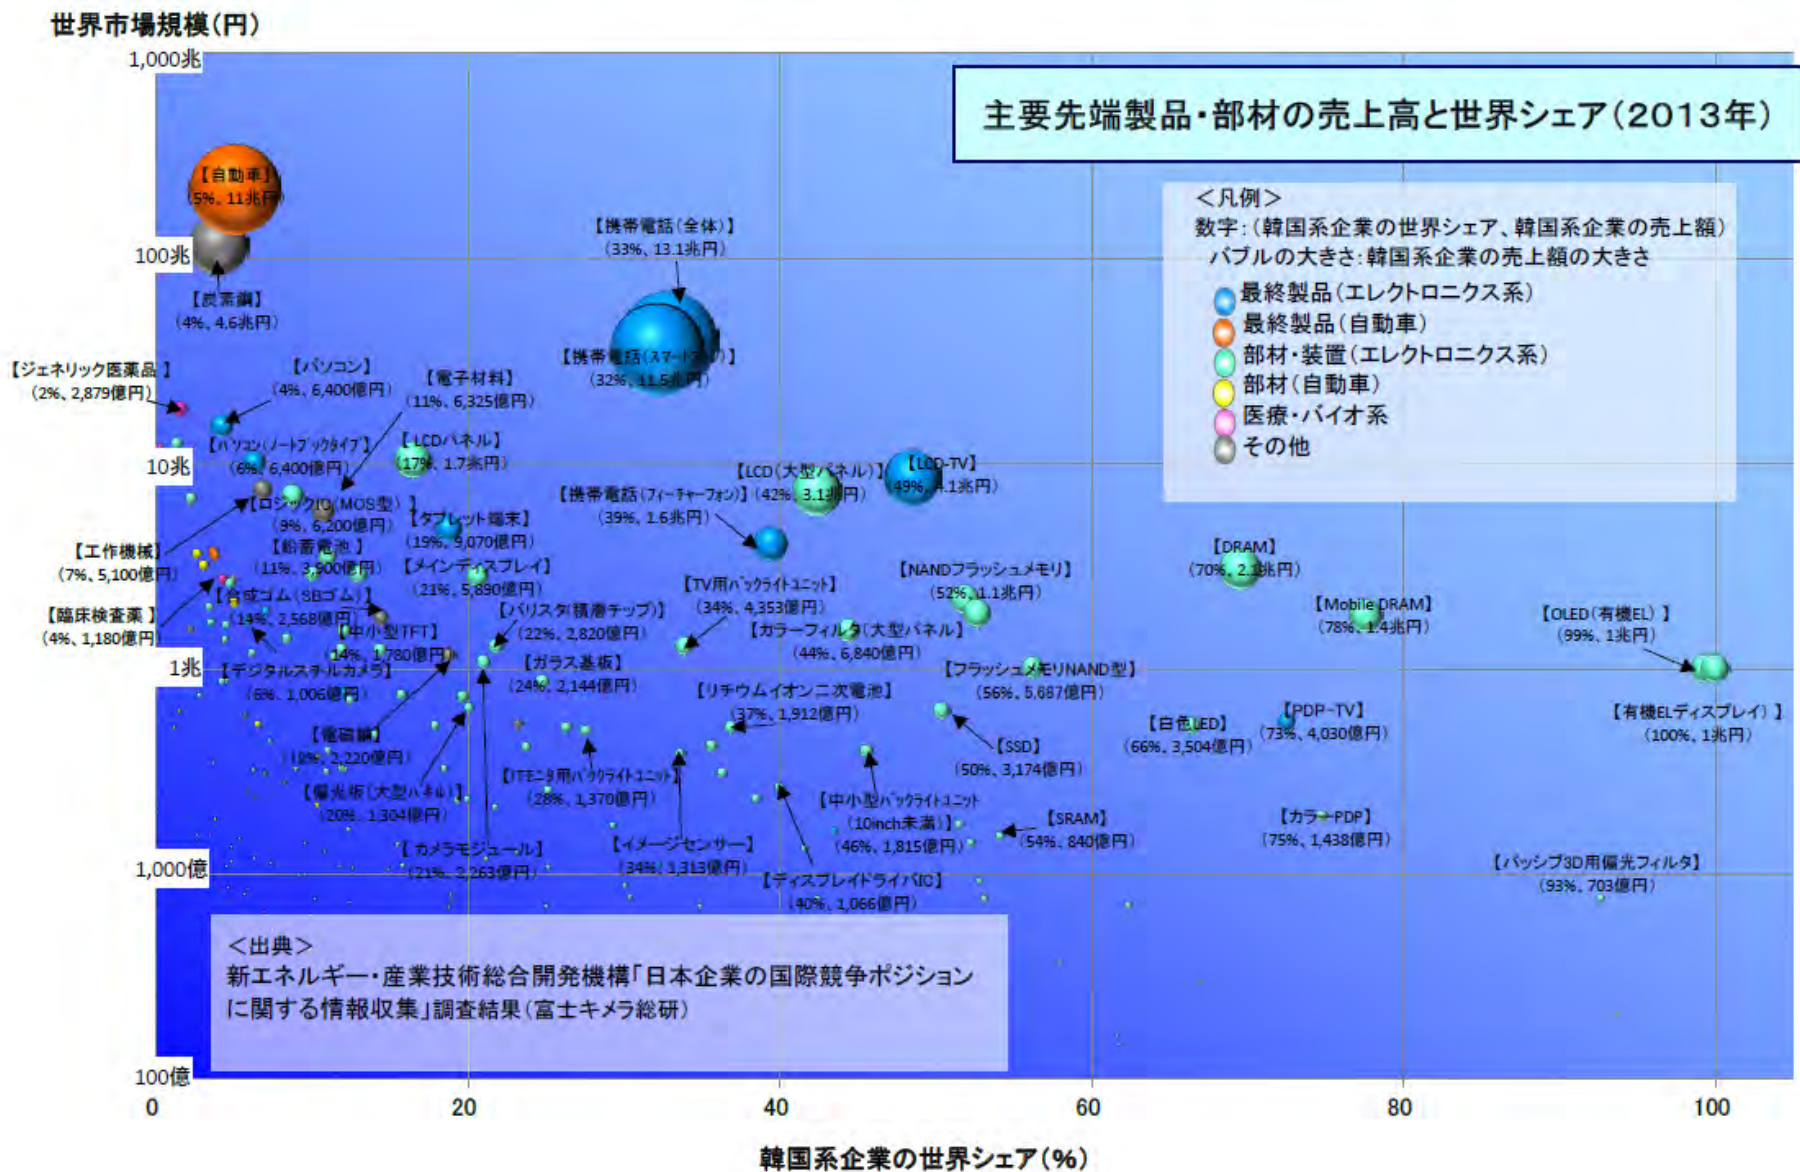 世界市場規模(円)
1,000兆
100兆
10兆
1兆
1,000億
100億
主要先端製品・部材の売上高と世界シェア(2013年)
<凡例>
数字:(韓国系企業の世界シェア、韓国系企業の売上額)
バブルの大きさ:韓国系企業の売上額の大きさ
最終製品(エレクトロニクス系)
最終製品(自動車)
部材・装置(エレクトロニクス系)
部材(自動車)
医療・バイオ系
その他
【自動車】
(5%、11兆円)
【炭素鋼】
(4%、4.6兆円)
【携帯電話(全体)】
(33%、13.1兆円)
【携帯電話(スマートフォン)】
(32%、11.5兆円)
【ジェネリック医薬品 】
(2%、2,879億円)
【パソコン】
(4%、6,400億円)
【電子材料】
(11%、6,325億円)
【パソコン(ノートブックタイプ】
(6%、6,400億円)
【 LCDパネル】
(17%、1.7兆円)
【LCD(大型パネル)】
(42%、3.1兆円)
【LCD-TV】
(49%、4.1兆円)
【携帯電話(フィーチャーフォン)】
(39%、1.6兆円)
【ロジックIC(MOS型) 】
(9%、6,200億円)
【タブレット端末】
(19%、9,070億円)
【工作機械】
(7%、5,100億円)
【鉛蓄電池 】
(11%、3,900億円)
【メインディスプレイ】
(21%、5,890億円)
【TV用バックライトユニット】
(34%、4,353億円)
【NANDフラッシュメモリ】
(52%、1.1兆円)
【DRAM】
(70%、2.1兆円)
【Mobile DRAM】
(78%、1.4兆円)
【OLED(有機EL) 】
(99%、1兆円)
【臨床検査薬 】
(4%、1,180億円)
【合成ゴム(SBゴム) 】
(14%、2,568億円)
【バリスタ(積層チップ)】
(22%、2,820億円)
【カラーフィルタ(大型パネル】
(44%、6,840億円)
【中小型TFT】
(14%、1,780億円)
【デジタルスチルカメラ】
(6%、1,006億円)
【ガラス基板】
(24%、2,144億円)
【フラッシュメモリNAND型】
(56%、5,687億円)
【リチウムイオン二次電池】
(37%、1,912億円)
【電磁鋼】
(19%、2,220億円)
【SSD】
(50%、3,174億円)
【白色LED】
(66%、3,504億円)
【PDP-TV】
(73%、4,030億円)
【有機ELディスプレイ) 】
(100%、1兆円)
【偏光板(大型パネル)】
(20%、1,304億円)
【ITモニタ用バックライトユニット】
(28%、1,370億円)
【中小型バックライトユニット
(10inch未満)】
(46%、1,815億円)
【SRAM】
(54%、840億円)
【カラーPDP】
(75%、1,438億円)
【 カメラモジュール】
(21%、2,263億円)
【イメージセンサー】
(34%、1,313億円)
【ディスプレイドライバIC】
(40%、1,066億円)
【パッシブ3D用偏光フィルタ】
(93%、703億円)
<出典>
新エネルギー・産業技術総合開発機構「日本企業の国際競争ポジション
に関する情報収集」調査結果(富士キメラ総研)
0 20 40 60 80 100
韓国系企業の世界シェア(%)